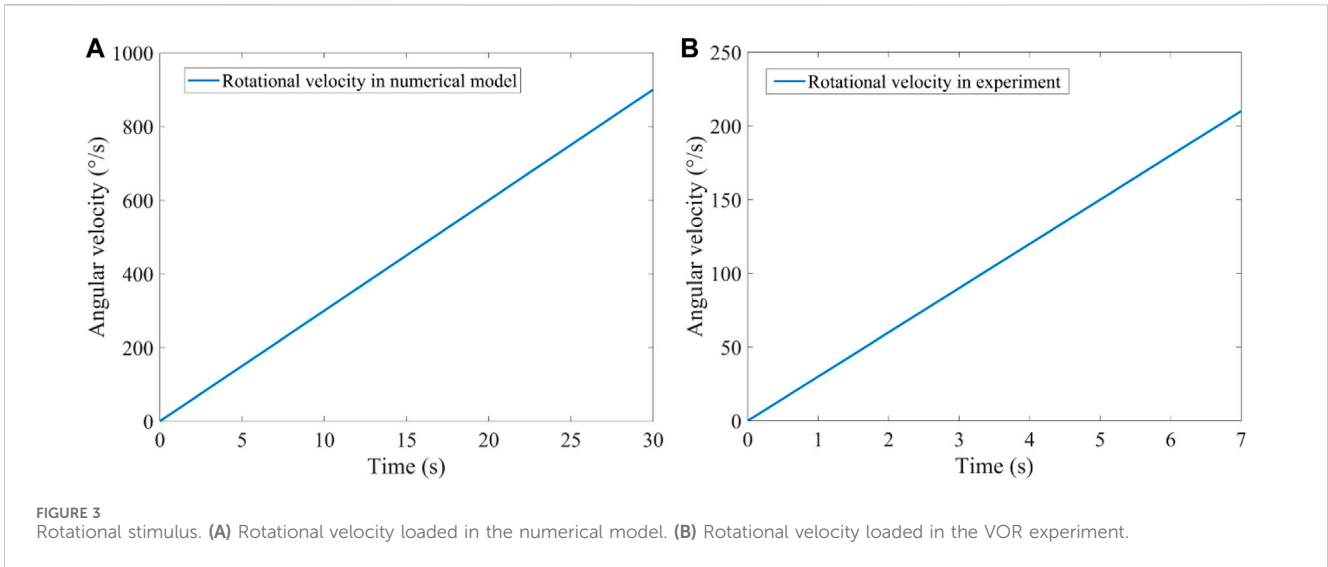 A
1000
800
600
400
200
0
Angular velocity (°/s)
Rotational velocity in numerical model
0 5 10 15 20 25 30
Time (s)
B
250
200
150
100
50
0
Angular velocity (°/s)
Rotational velocity in experiment
0 1 2 3 4 5 6 7
Time (s)
FIGURE 3
Rotational stimulus. (A) Rotational velocity loaded in the numerical model. (B) Rotational velocity loaded in the VOR experiment.